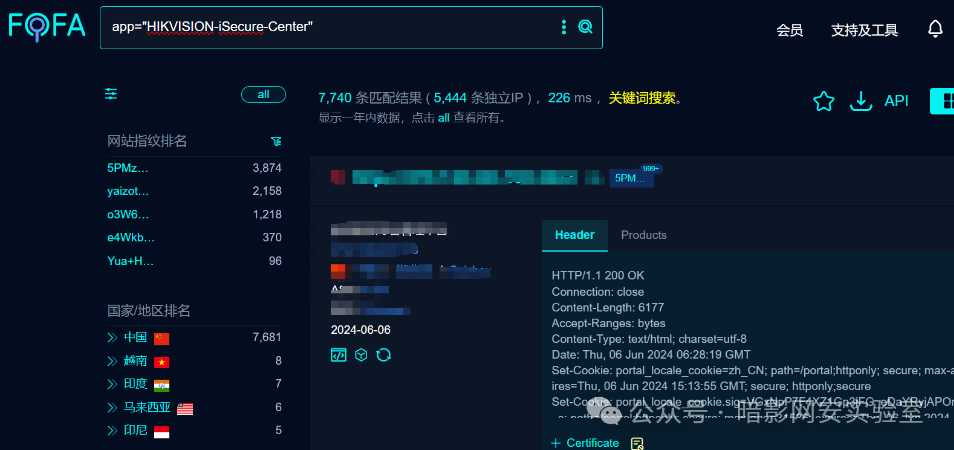 FOFA
app="HIKVISION-iSecure-Center"
会员 支持及工具
all
7,740 条匹配结果 ( 5,444 条独立IP ) ，226 ms ，关键词搜索。
显示一年内数据，点击 all 查看所有。
API
网站指纹排名
5PMz... 3,874
yaizot... 2,158
o3W6... 1,218
e4Wkb... 370
Yua+H... 96
国家/地区排名
中国 7,681
越南 8
印度 7
马来西亚 6
印尼 5
5PM... 999+
2024-06-06
Header Products
HTTP/1.1 200 OK
Connection: close
Content-Length: 6177
Accept-Ranges: bytes
Content-Type: text/html; charset=utf-8
Date: Thu, 06 Jun 2024 06:28:19 GMT
Set-Cookie: portal_locale_cookie=zh_CN; path=/portal;httponly; secure; max-a
ires=Thu, 06 Jun 2024 15:13:55 GMT; secure; httponly;secure
Set-Cookie: portal_locale_cookie.sig=
公众号 · 暗影网安实验室
Certificate